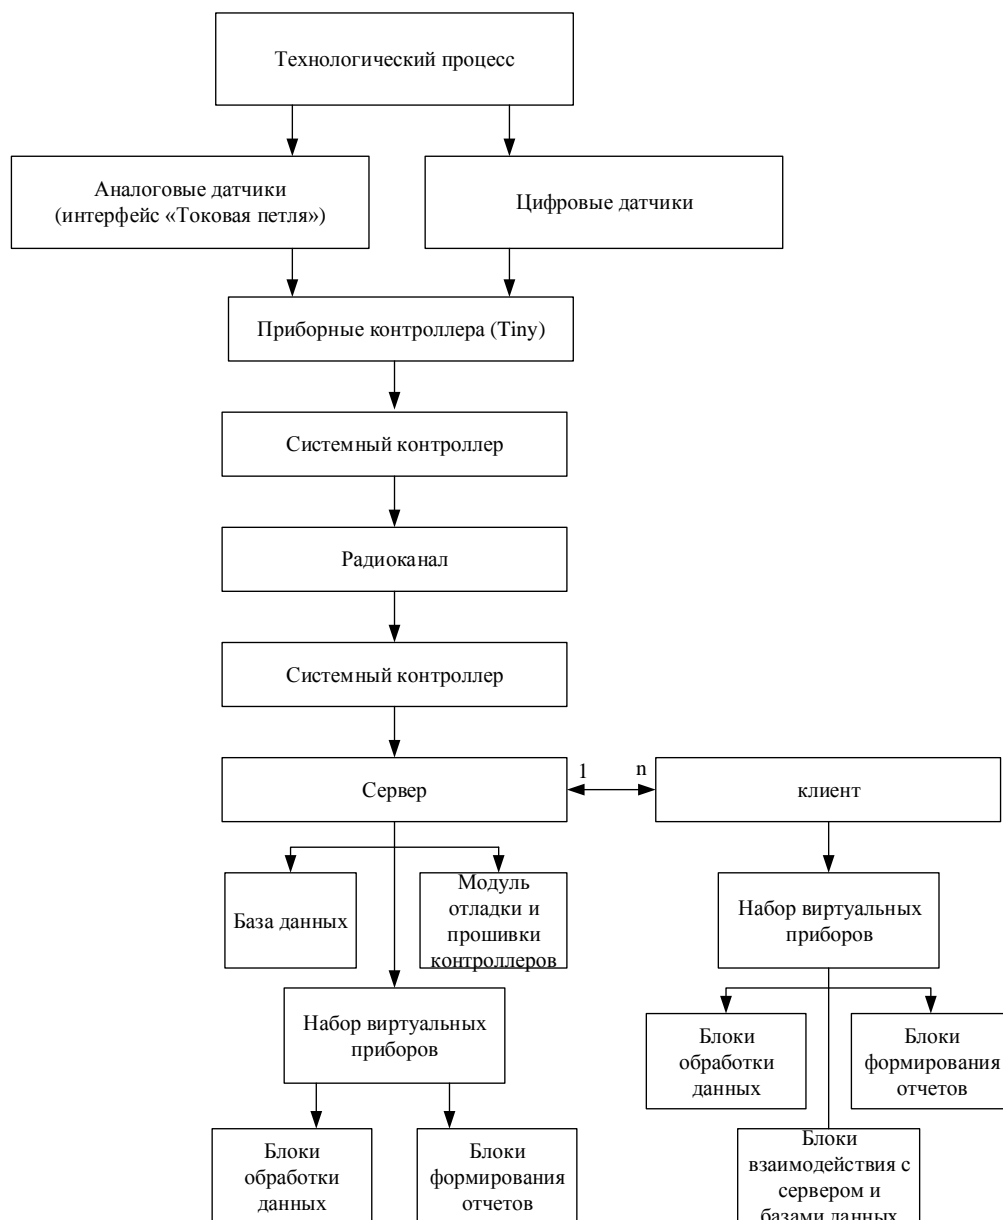 Технологический процесс
Аналоговые датчики
(интерфейс «Токовая петля»)
Цифровые датчики
Приборные контроллера (Tiny)
Системный контроллер
Радиоканал
Системный контроллер
Сервер
1
n
клиент
База данных
Модуль
отладки и
прошивки
контроллеров
Набор виртуальных
приборов
Набор виртуальных
приборов
Блоки
обработки
данных
Блоки
формирования
отчетов
Блоки
обработки
данных
Блоки
формирования
отчетов
Блоки
взаимодействия с
сервером и
базами данных